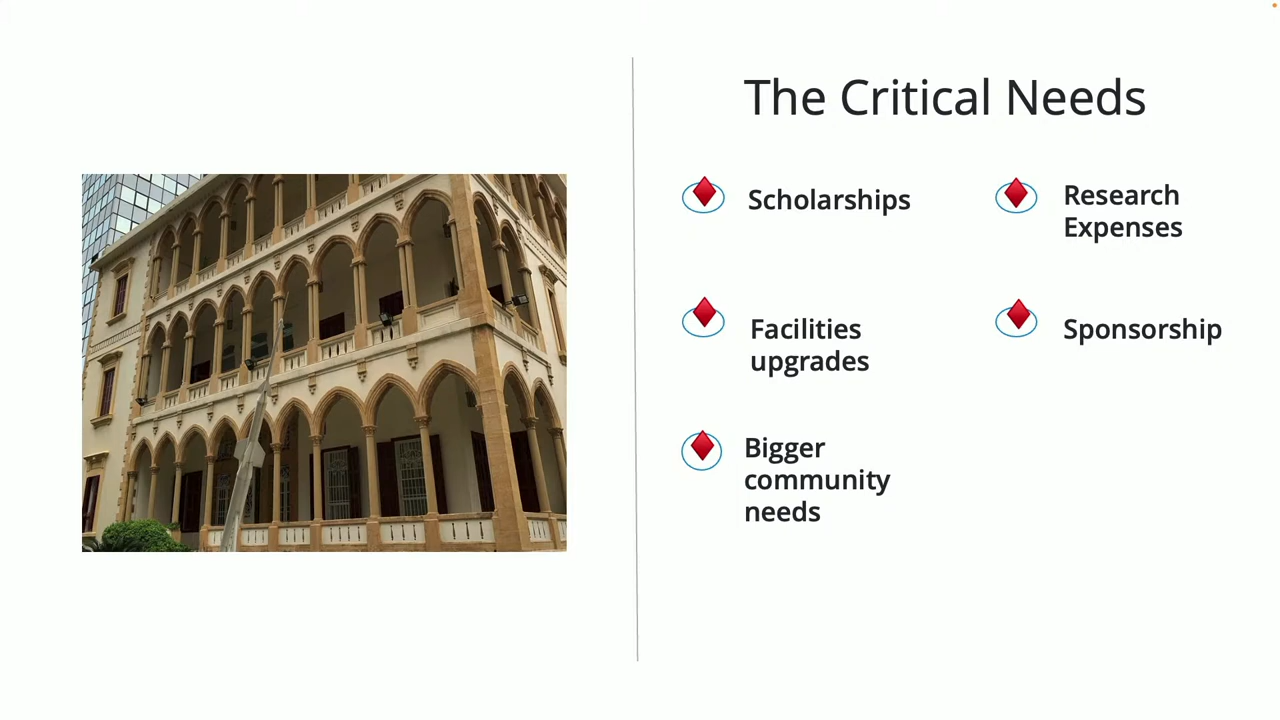 The Critical Needs
Scholarships
Research
Expenses
Facilities
upgrades
Sponsorship
Bigger
community
needs